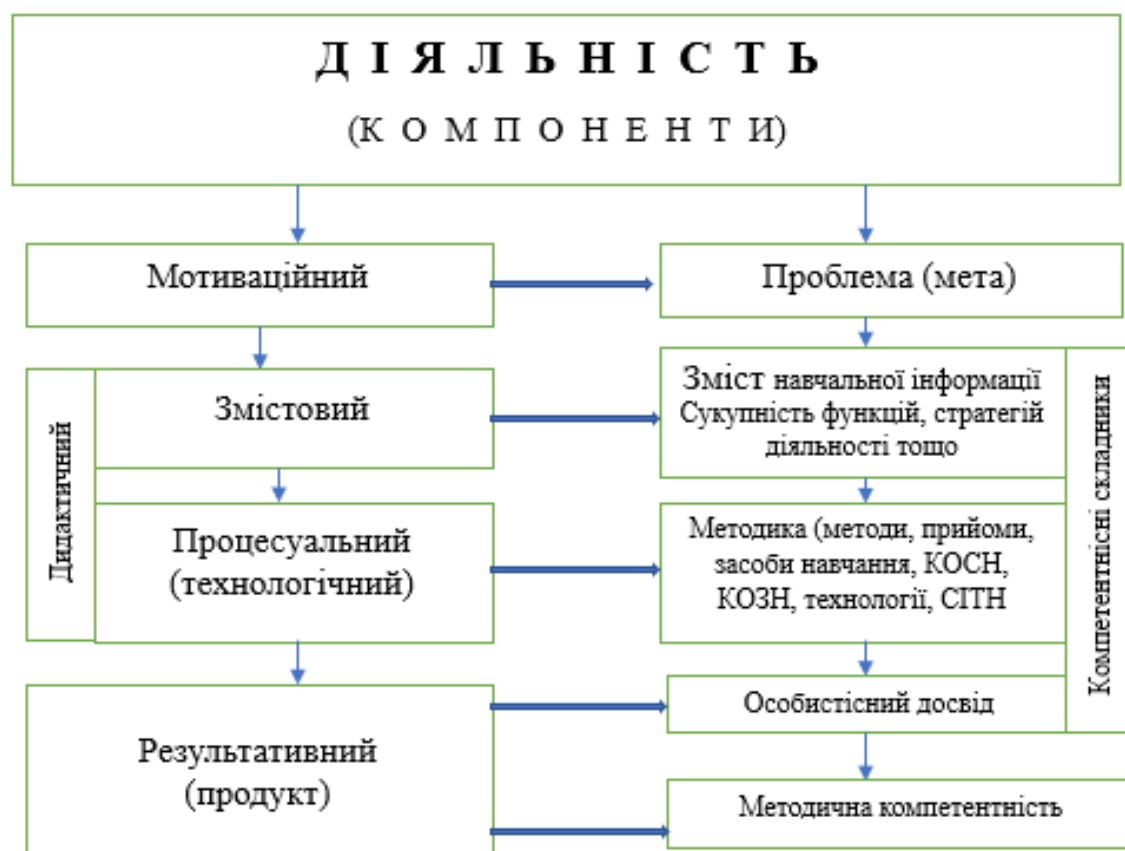 Д І Я Л Ь Н І С Т Ь
(К О М П О Н Е Н Т И)
Мотиваційний
Проблема (мета)
Дидактичний
Змістовий
Зміст навчальної інформації
Сукупність функцій, стратегій
діяльності тощо
Компетентнісні складники
Процесуальний
(технологічний)
Методика (методи, прийоми,
засоби навчання, КОСН,
КОЗН, технології, СІТН
Особистісний досвід
Результативний
(продукт)
Методична компетентність